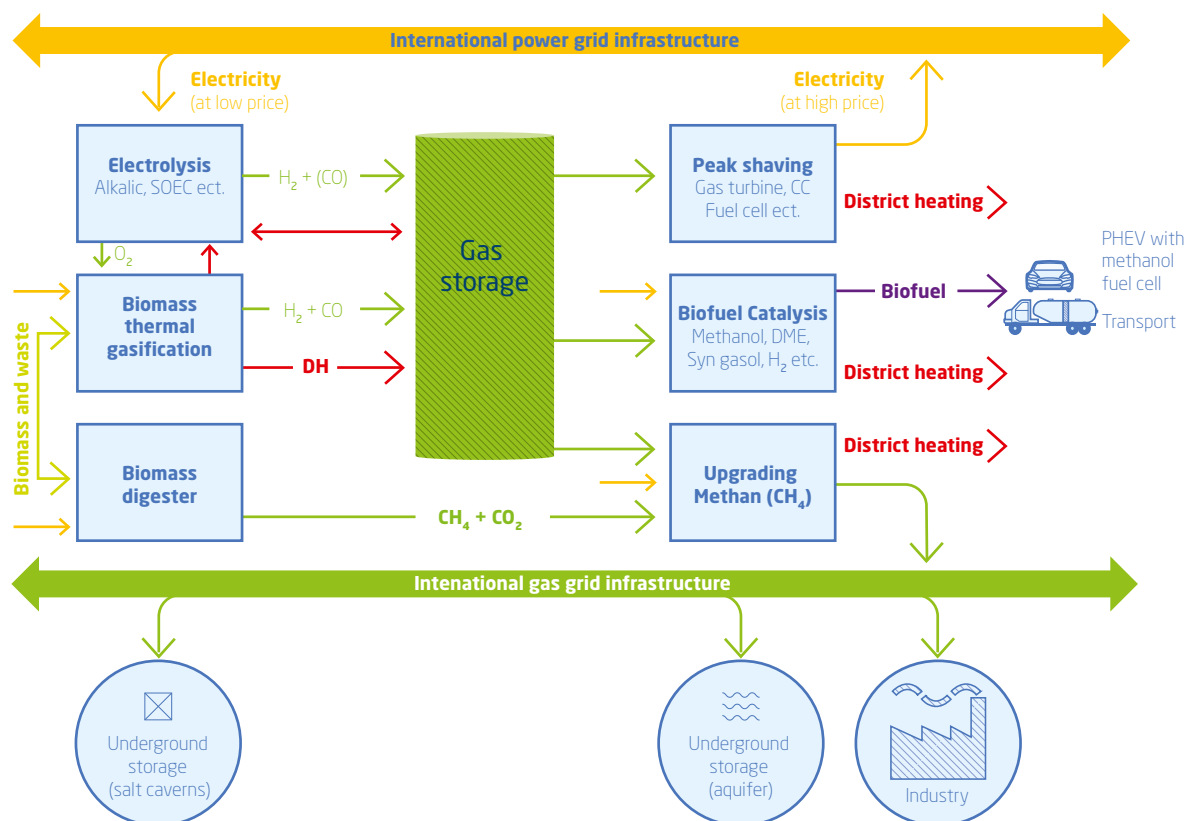 International power grid infrastructure
Electricity
(at low price)
Electricity
(at high price)
Electrolysis
Alkalic, SOEC ect.
H₂ + (CO)
Peak shaving
Gas turbine, CC
Fuel cell ect.
District heating
Gas
storage
O₂
PHEV with
methanol
fuel cell
Transport
Biomass and waste
Biomass
thermal
gasification
H₂ + CO
DH
Biofuel Catalysis
Methanol, DME,
Syn gasol, H₂ etc.
Biofuel
District heating
Biomass
digester
CH₄ + CO₂
Upgrading
Methan (CH₄)
District heating
Intenational gas grid infrastructure
Underground
storage
(salt caverns)
Underground
storage
(aquifer)
Industry